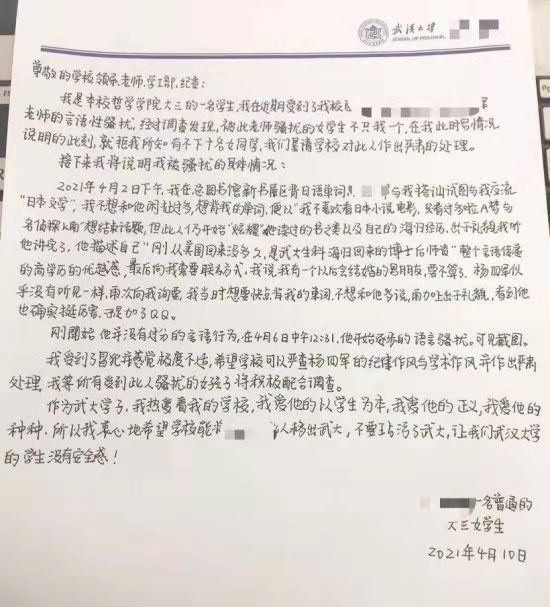 武汉大学
SCHOOL OF PHILOSOPHY
尊敬的学校领导、老师、学工部、纪查:
我是本校哲学学院大三的一名学生,我在近期受到了我校
老师的言语性骚扰,经过调查发现,被此老师骚扰的女学生不只我一个,在我此时写情况
说明的此刻,就据我所知有不下十名女同学,我们恳请学校对此人作出严肃的处理。
接下来我将说明我被骚扰的具体情况:
2021年4月2日下午,我在总图书馆新书展区背日语单词,与我搭讪试图与我交流
"日本文学",我不想和他闲聊过多,想背我的单词,便以"我不喜欢看日本小说电影,只看过多啦A梦与
名侦探柯南"想结束话题,但此人仍开始"炫耀"他读过的书之类以及自己的海归经历,出于礼貌我听
他讲完了,他描述自己"刚从美国回来没多久,是武大生科海归回来的博士后师资"整个言语传递
的高学历的优越感,最后向我索要联系方式,我说,我有一个以后会结婚的男朋友,要不算了,杨四军似
乎没有听见一样,再次向我询要,我当时想要快点背我的单词,不想和他多说,再加上出于礼貌,看到他
也确实挺厉害,于是加了QQ。
刚开始他并没有过分的言语行为,在4月6日中午12:31,他开始逐步的语言骚扰。可见截图。
我受到了冒犯并感觉极度不适,希望学校可以严查杨四军的纪律作风与学术作风并作出严肃
处理,我等所有受到此人骚扰的女孩子将积极配合调查。
作为武大学子,我热爱着我的学校,我爱他的以学生为本,我爱他的正义,我爱他的
种种,所以我衷心地希望学校能将 人杨出武大,不要玷污了武大,让我们武汉大学
的学生没有安全感!
一名普通的
大三女学生
2021年4月10日